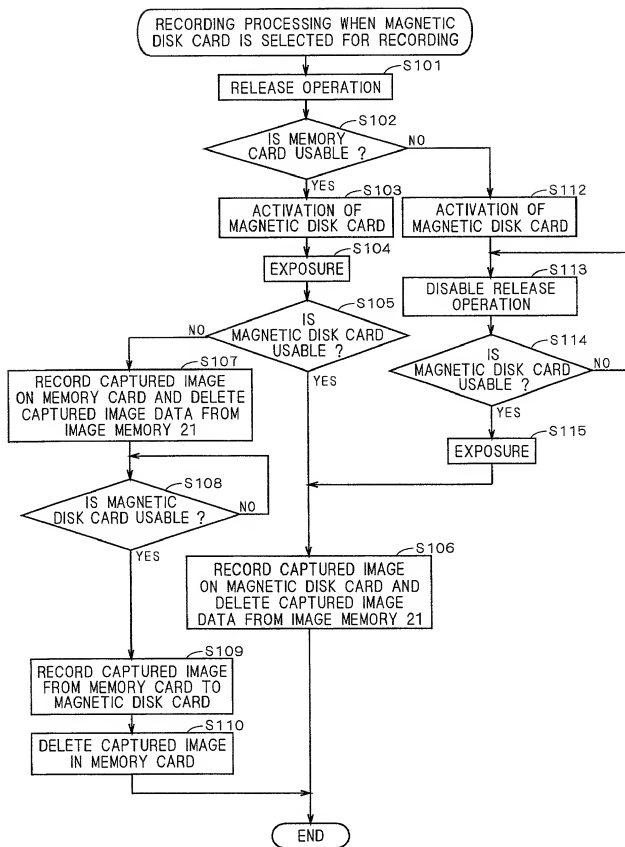 RECORDING PROCESSING WHEN MAGNETIC
DISK CARD IS SELECTED FOR RECORDING
S101
RELEASE OPERATION
S102
IS MEMORY
CARD USABLE ?
NO
YES
S103
ACTIVATION OF
MAGNETIC DISK CARD
S112
ACTIVATION OF
MAGNETIC DISK CARD
S104
EXPOSURE
S113
DISABLE RELEASE
OPERATION
S105
IS
MAGNETIC DISK CARD
USABLE ?
NO
YES
S114
IS
MAGNETIC DISK CARD
USABLE ?
NO
YES
S107
RECORD CAPTURED IMAGE
ON MEMORY CARD AND DELETE
CAPTURED IMAGE DATA FROM
IMAGE MEMORY 21
S115
EXPOSURE
S108
IS MAGNETIC
DISK CARD USABLE ?
NO
YES
S106
RECORD CAPTURED IMAGE
ON MAGNETIC DISK CARD AND
DELETE CAPTURED IMAGE
DATA FROM IMAGE MEMORY 21
S109
RECORD CAPTURED IMAGE
FROM MEMORY CARD TO
MAGNETIC DISK CARD
S110
DELETE CAPTURED IMAGE
IN MEMORY CARD
END